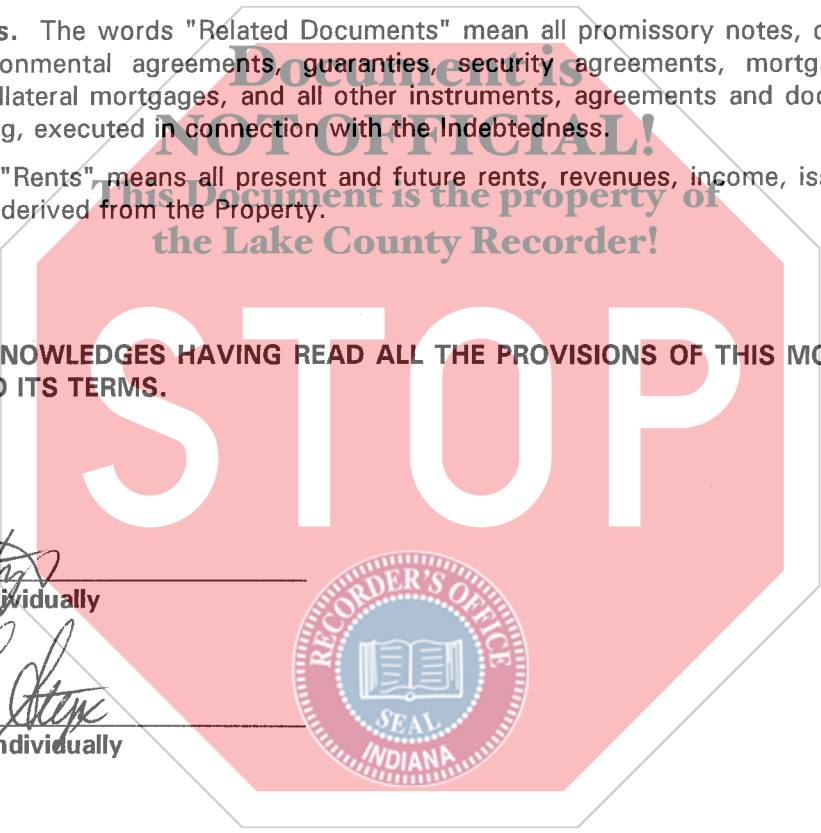 s. The words "Related Documents" mean all promissory notes, c
onmental agreements, guaranties, security agreements, mortga
llateral mortgages, and all other instruments, agreements and doc
g, executed in connection with the Indebtedness.
"Rents" means all present and future rents, revenues, income, iss
derived from the Property.
Document is
NOT OFFICIAL!
This Document is the property of
the Lake County Recorder!
STOP
NOWLEDGES HAVING READ ALL THE PROVISIONS OF THIS MO
O ITS TERMS.
ividually
ndividually
RECORDER'S OFFICE
SEAL
INDIANA